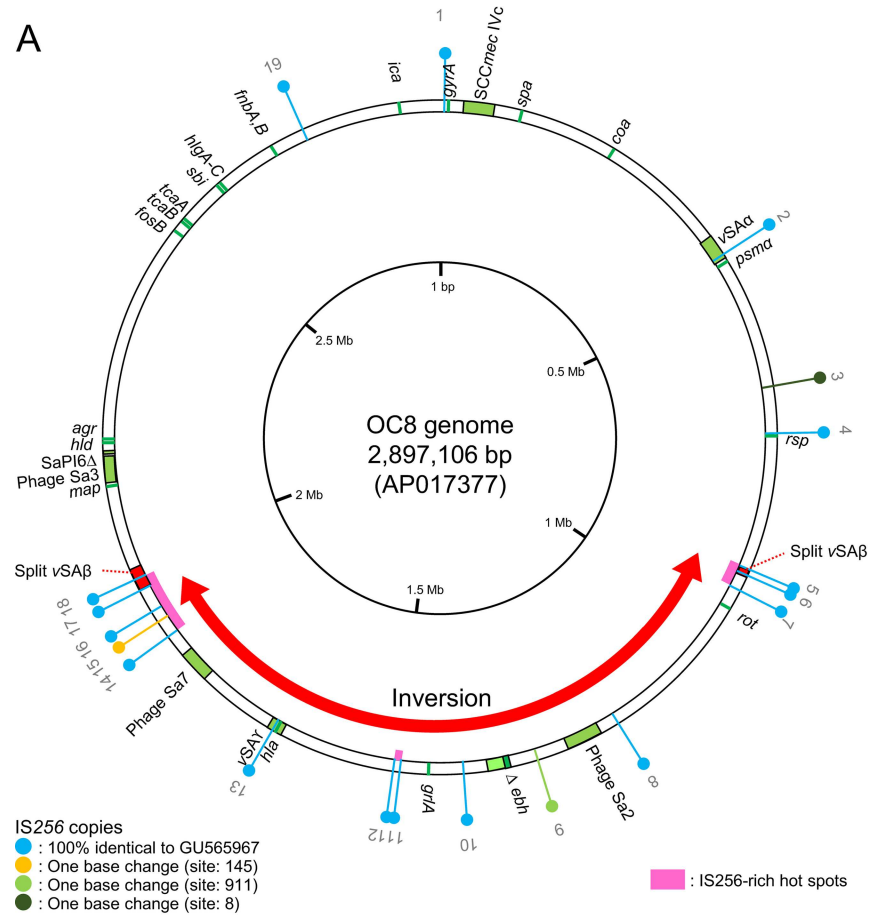 A
1
SCCmec IVc
gyrA
spa
coa
2
vSAα
psmα
3
4
rsp
Split vSAβ
5
6
7
rot
8
Phage Sa2
9
Δ ebh
10
grlA
11
12
13
hla
vSAγ
Phage Sa7
14
15
16
17
18
Split vSAβ
map
Phage Sa3
SaPI6Δ
hld
agr
fosB
tcaB
tcaA
sbi
hlgA-C
fnbA,B
19
ica
1 bp
0.5 Mb
1 Mb
1.5 Mb
2 Mb
2.5 Mb
OC8 genome
2,897,106 bp
(AP017377)
Inversion
IS256 copies
: 100% identical to GU565967
: One base change (site: 145)
: One base change (site: 911)
: One base change (site: 8)
: IS256-rich hot spots